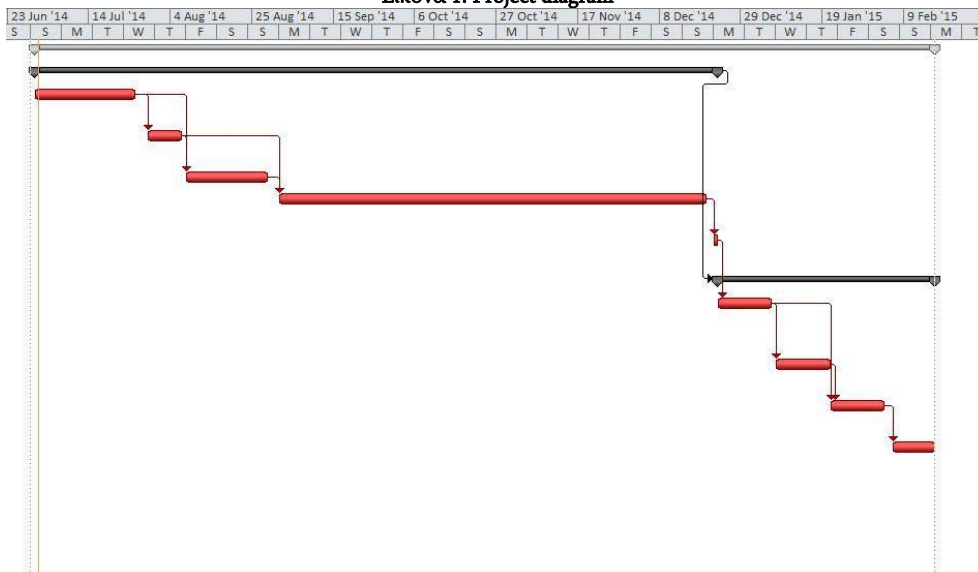 1: Project diagram
23 Jun '14 14 Jul '14 4 Aug '14 25 Aug '14 15 Sep '14 6 Oct '14 27 Oct '14 17 Nov '14 8 Dec '14 29 Dec '14 19 Jan '15 9 Feb '15
S S M T W T F S S M T W T F S S M T W T F S S M T W T F S S M T